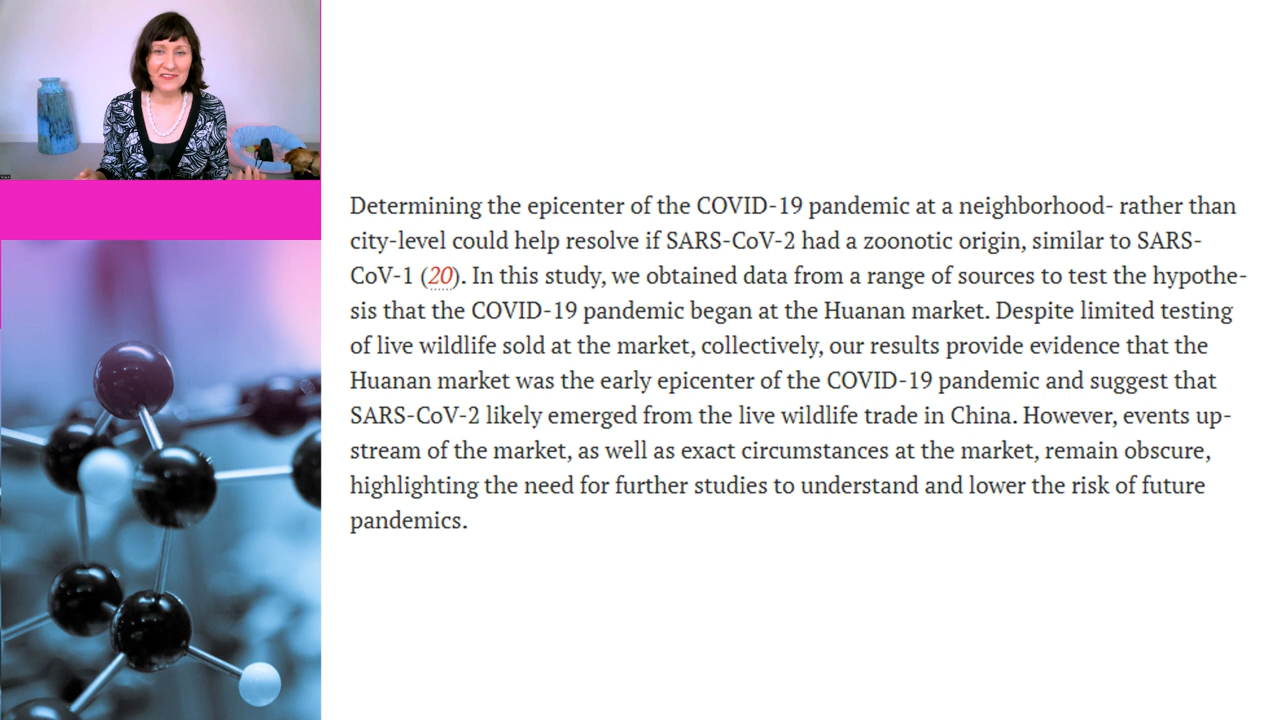 Determining the epicenter of the COVID-19 pandemic at a neighborhood- rather than
city-level could help resolve if SARS-CoV-2 had a zoonotic origin, similar to SARS-
CoV-1 (20). In this study, we obtained data from a range of sources to test the hypothe-
sis that the COVID-19 pandemic began at the Huanan market. Despite limited testing
of live wildlife sold at the market, collectively, our results provide evidence that the
Huanan market was the early epicenter of the COVID-19 pandemic and suggest that
SARS-CoV-2 likely emerged from the live wildlife trade in China. However, events up-
stream of the market, as well as exact circumstances at the market, remain obscure,
highlighting the need for further studies to understand and lower the risk of future
pandemics.